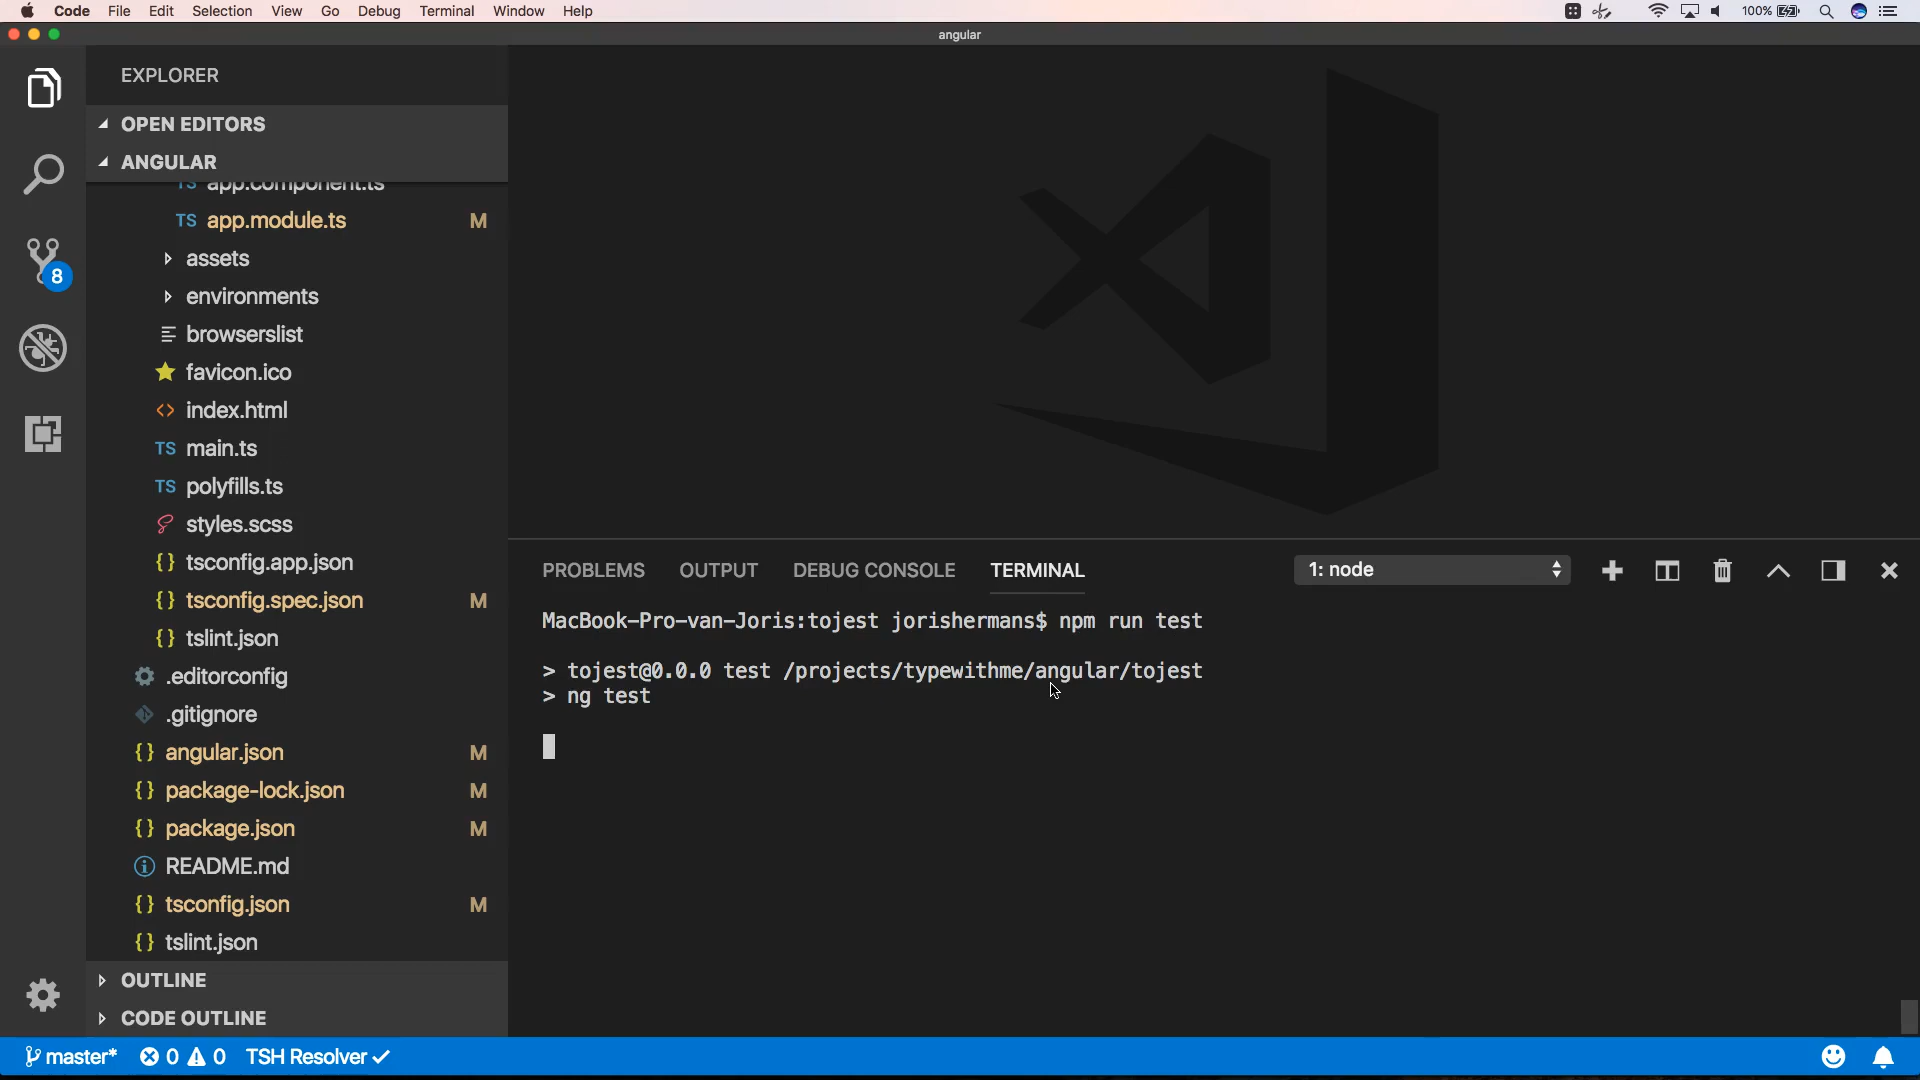 Code File Edit Selection View Go Debug Terminal Window Help 100%
angular
EXPLORER
OPEN EDITORS
ANGULAR
TS app.component.ts
TS app.module.ts M
assets
environments
browserslist
favicon.ico
<> index.html
TS main.ts
TS polyfills.ts
styles.scss
{} tsconfig.app.json
{} tsconfig.spec.json M
{} tslint.json
.editorconfig
.gitignore
{} angular.json M
{} package-lock.json M
{} package.json M
README.md
{} tsconfig.json M
{} tslint.json
OUTLINE
CODE OUTLINE
8
PROBLEMS OUTPUT DEBUG CONSOLE TERMINAL 1: node
MacBook-Pro-van-Joris:tojest jorishermans$ npm run test
> tojest@0.0.0 test /projects/typewithme/angular/tojest
> ng test
master* 0 0 TSH Resolver